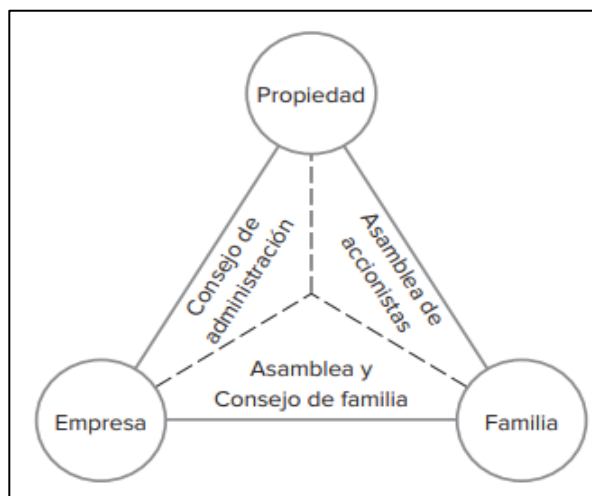 Propiedad
Consejo de
administración
Asamblea de
accionistas
Asamblea y
Consejo de familia
Empresa
Familia